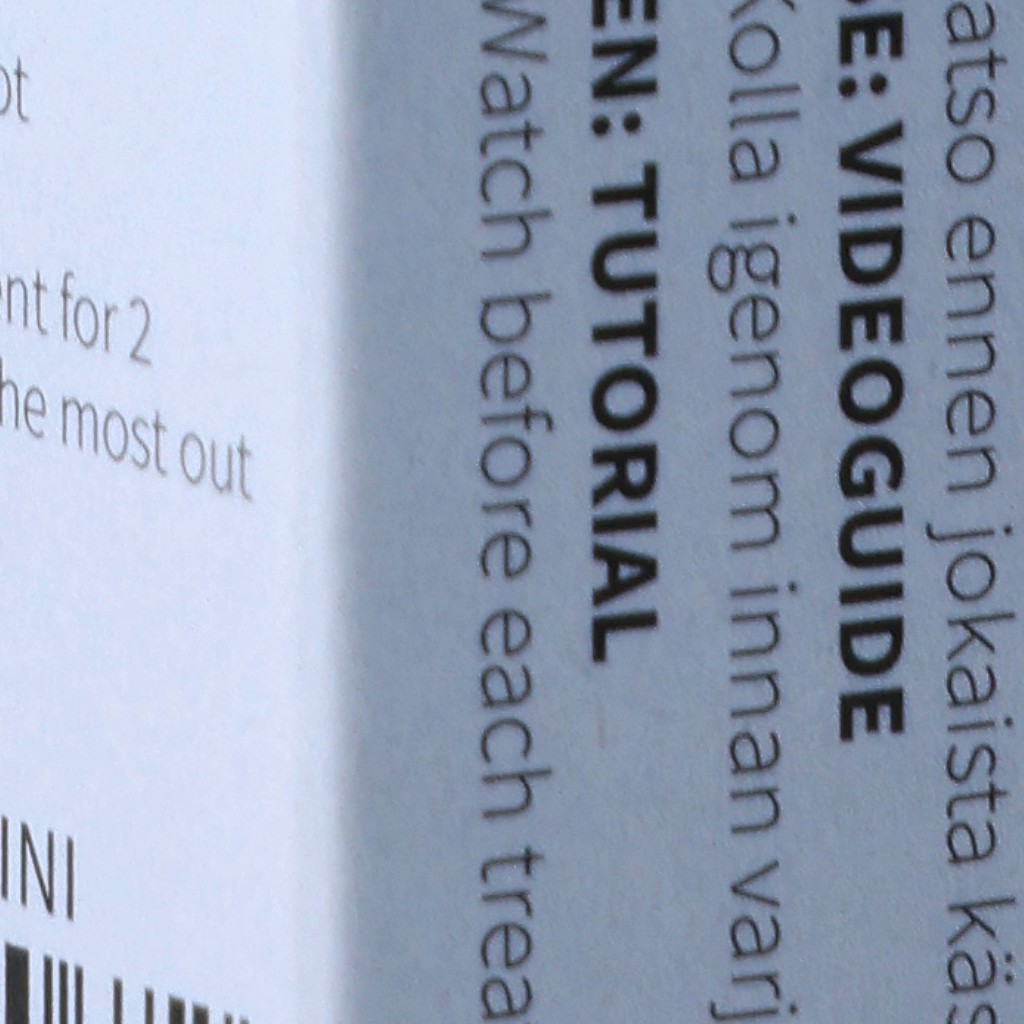 ot
nt for 2
he most out
INI
atso ennen jokaista käs
E: VIDEOGUIDE
Kolla igenom innan varj
EN: TUTORIAL
Watch before each trea